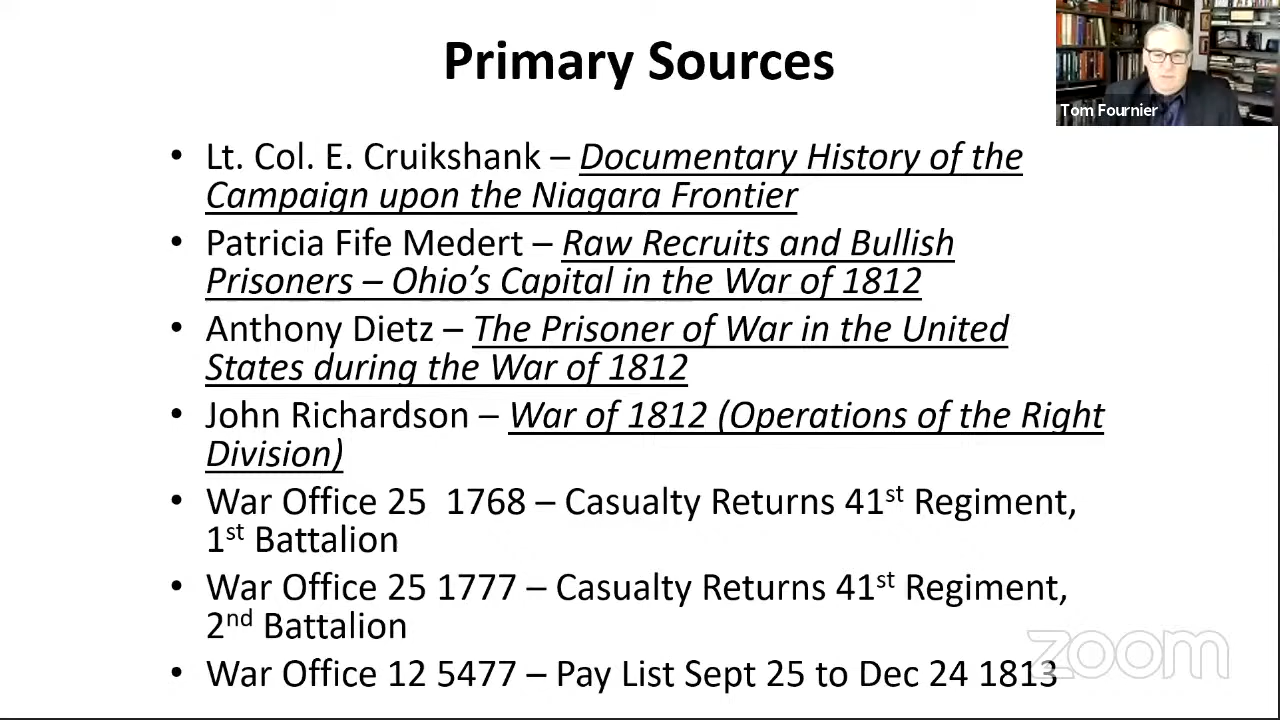 Primary Sources
Tom Fournier
• Lt. Col. E. Cruikshank – Documentary History of the
Campaign upon the Niagara Frontier
• Patricia Fife Medert – Raw Recruits and Bullish
Prisoners – Ohio’s Capital in the War of 1812
• Anthony Dietz – The Prisoner of War in the United
States during the War of 1812
• John Richardson – War of 1812 (Operations of the Right
Division)
• War Office 25  1768 – Casualty Returns 41st Regiment,
1st Battalion
• War Office 25 1777 – Casualty Returns 41st Regiment,
2nd Battalion
• War Office 12 5477 – Pay List Sept 25 to Dec 24 1813
zoom